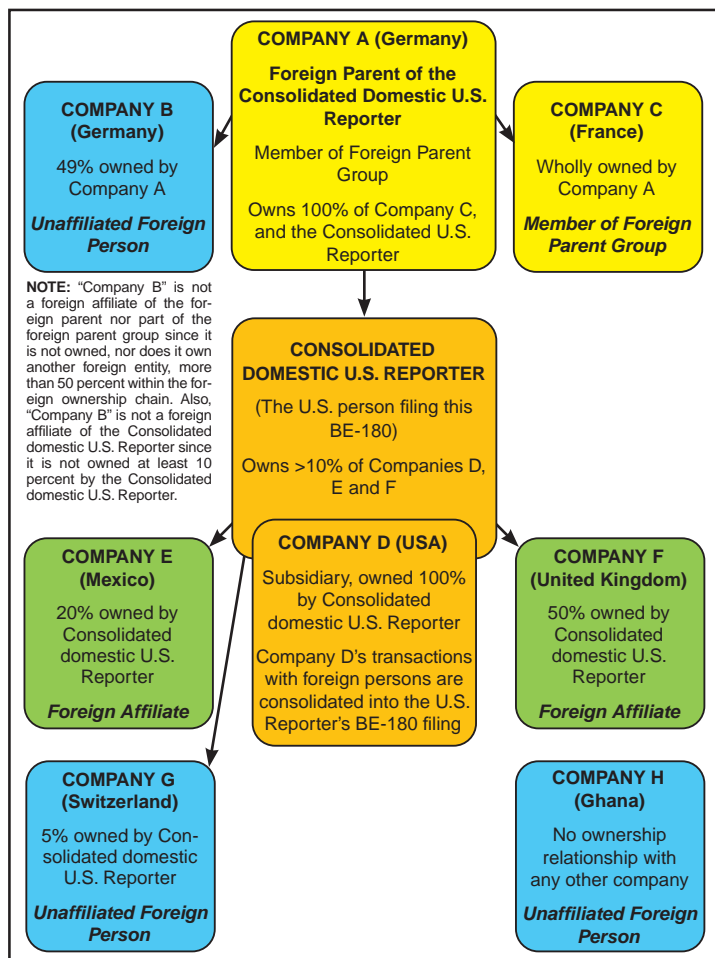 COMPANY A (Germany)
Foreign Parent of the
Consolidated Domestic U.S.
Reporter
Member of Foreign Parent
Group
Owns 100% of Company C,
and the Consolidated U.S.
Reporter
COMPANY B
(Germany)
49% owned by
Company A
Unaffiliated Foreign
Person
COMPANY C
(France)
Wholly owned by
Company A
Member of Foreign
Parent Group
NOTE: “Company B” is not
a foreign affiliate of the for-
eign parent nor part of the
foreign parent group since
it is not owned, nor does it own
another foreign entity, more
than 50 percent within the for-
eign ownership chain. Also,
“Company B” is not a foreign
affiliate of the Consolidated
domestic U.S. Reporter since
it is not owned at least 10
percent by the Consolidated
domestic U.S. Reporter.
CONSOLIDATED
DOMESTIC U.S. REPORTER
(The U.S. person filing this
BE-180)
Owns >10% of Companies D,
E and F
COMPANY E
(Mexico)
20% owned by
Consolidated
domestic U.S.
Reporter
Foreign Affiliate
COMPANY D (USA)
Subsidiary, owned 100%
by Consolidated
domestic U.S. Reporter
Company D’s transactions
with foreign persons are
consolidated into the U.S.
Reporter’s BE-180 filing
COMPANY F
(United Kingdom)
50% owned by
Consolidated
domestic U.S.
Reporter
Foreign Affiliate
COMPANY G
(Switzerland)
5% owned by Con-
solidated domestic
U.S. Reporter
Unaffiliated Foreign
Person
COMPANY H
(Ghana)
No ownership
relationship with
any other company
Unaffiliated Foreign
Person